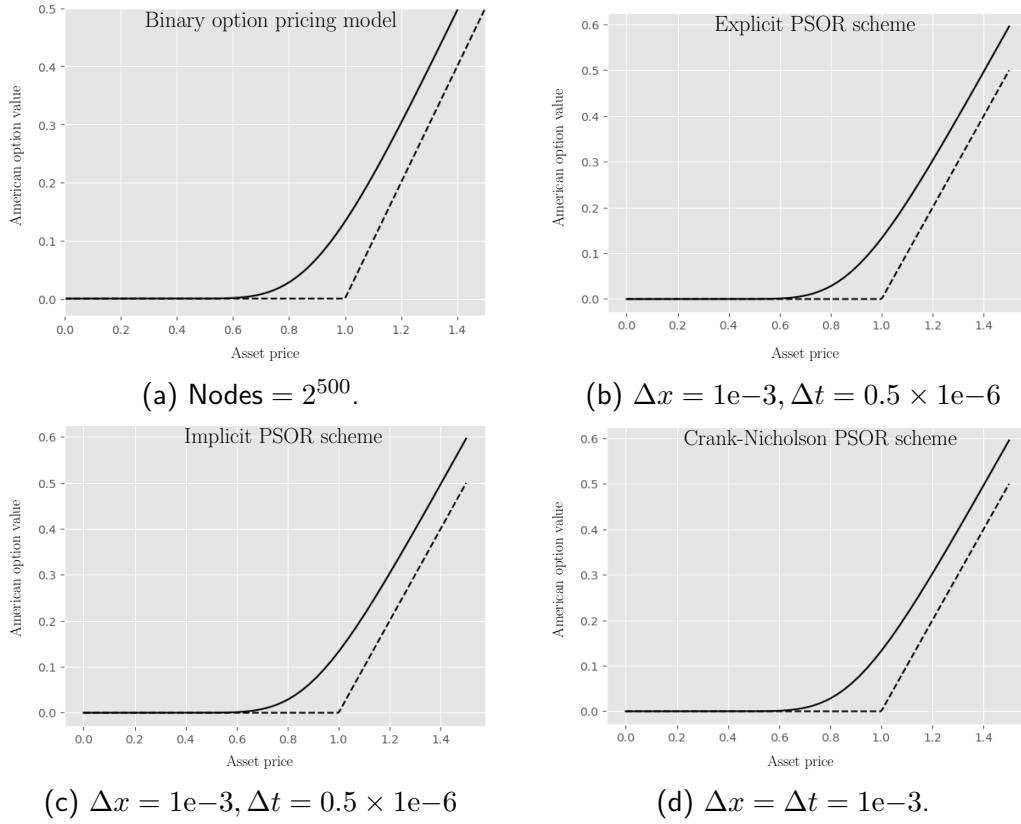 Binary option pricing model
American option value
0.5
0.4
0.3
0.2
0.1
0.0
0.0 0.2 0.4 0.6 0.8 1.0 1.2 1.4
Asset price
(a) Nodes = 2^500.
Explicit PSOR scheme
American option value
0.6
0.5
0.4
0.3
0.2
0.1
0.0
0.0 0.2 0.4 0.6 0.8 1.0 1.2 1.4
Asset price
(b) Δx = 1e−3, Δt = 0.5 × 1e−6
Implicit PSOR scheme
American option value
0.6
0.5
0.4
0.3
0.2
0.1
0.0
0.0 0.2 0.4 0.6 0.8 1.0 1.2 1.4
Asset price
(c) Δx = 1e−3, Δt = 0.5 × 1e−6
Crank-Nicholson PSOR scheme
American option value
0.6
0.5
0.4
0.3
0.2
0.1
0.0
0.0 0.2 0.4 0.6 0.8 1.0 1.2 1.4
Asset price
(d) Δx = Δt = 1e−3.